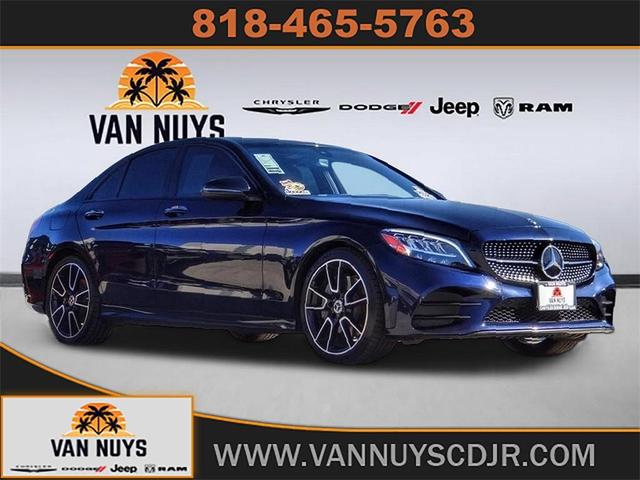 818-465-5763
VAN NUYS
CHRYSLER DODGE Jeep RAM
VAN NUYS
VAN NUYS
CHRYSLER DODGE Jeep RAM
WWW.VANNUYSCDJR.COM